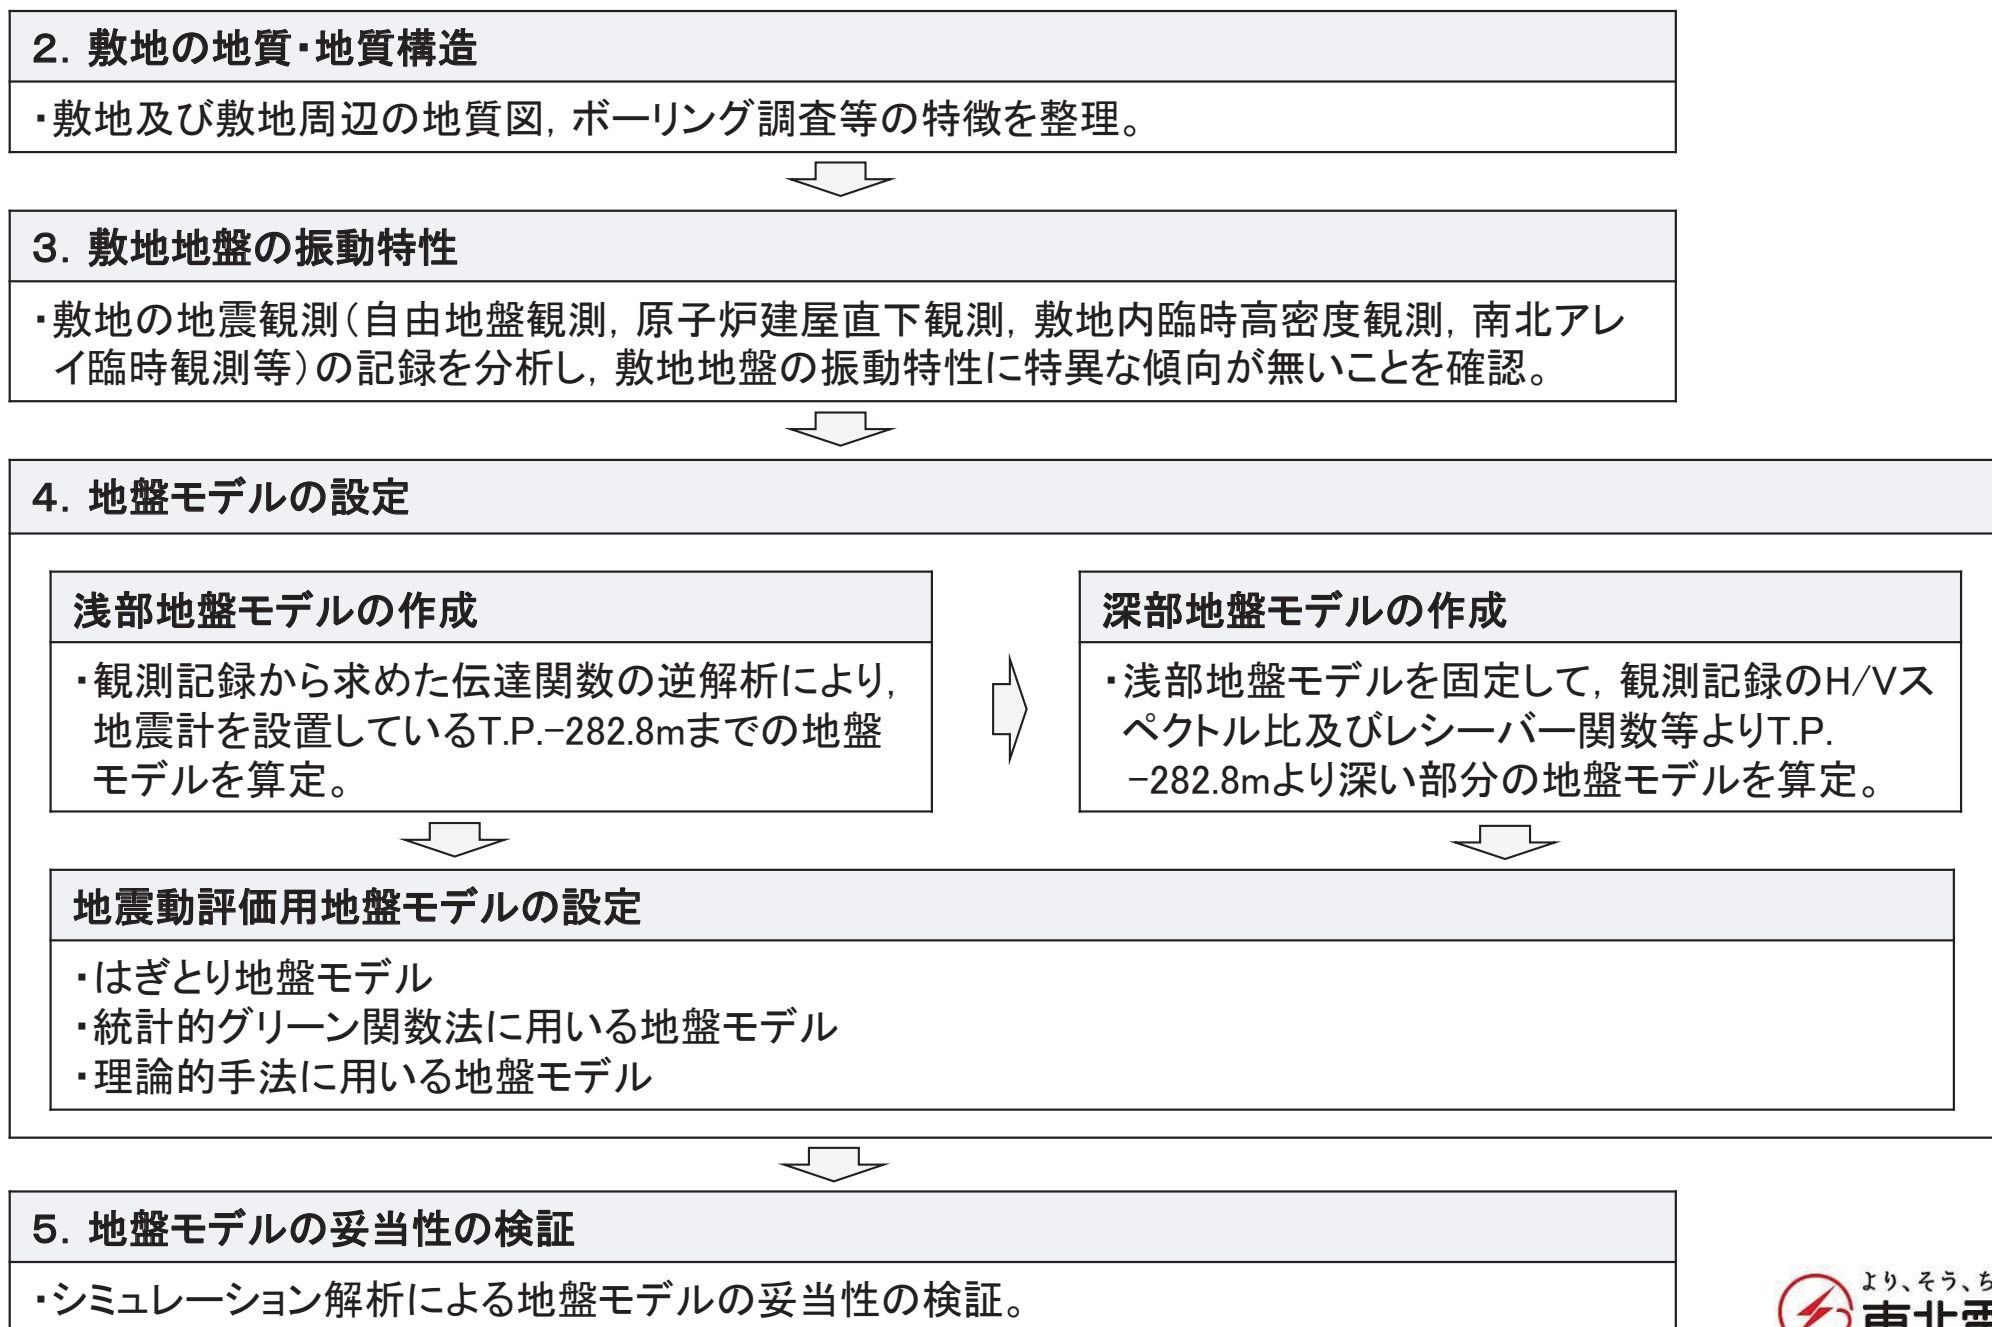 2．敷地の地質・地質構造
・敷地及び敷地周辺の地質図，ボーリング調査等の特徴を整理。
3．敷地地盤の振動特性
・敷地の地震観測（自由地盤観測，原子炉建屋直下観測，敷地内臨時高密度観測，南北アレ
イ臨時観測等）の記録を分析し，敷地地盤の振動特性に特異な傾向が無いことを確認。
4．地盤モデルの設定
浅部地盤モデルの作成
・観測記録から求めた伝達関数の逆解析により，
地震計を設置しているT.P.-282.8mまでの地盤
モデルを算定。
深部地盤モデルの作成
・浅部地盤モデルを固定して，観測記録のH/Vス
ペクトル比及びレシーバー関数等よりT.P.
-282.8mより深い部分の地盤モデルを算定。
地震動評価用地盤モデルの設定
・はぎとり地盤モデル
・統計的グリーン関数法に用いる地盤モデル
・理論的手法に用いる地盤モデル
5．地盤モデルの妥当性の検証
・シミュレーション解析による地盤モデルの妥当性の検証。
より、そう、ち
東北電